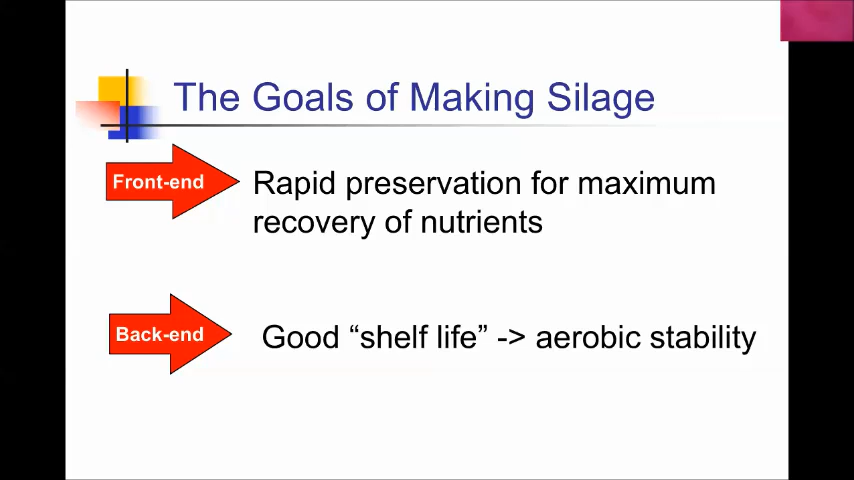 The Goals of Making Silage
Front-end
Rapid preservation for maximum
recovery of nutrients
Back-end
Good “shelf life” -> aerobic stability